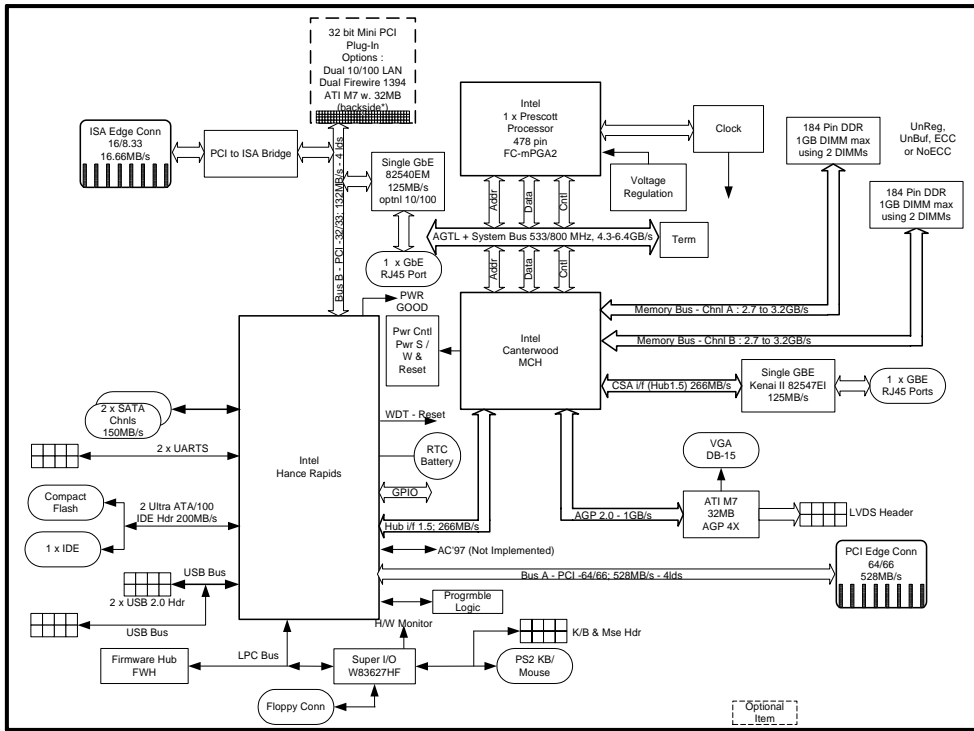 32 bit Mini PCI
Plug-In
Options :
Dual 10/100 LAN
Dual Firewire 1394
ATI M7 w. 32MB
(backside*)
ISA Edge Conn
16/8.33
16.66MB/s
PCI to ISA Bridge
Bus B - PCI -32/33; 132MB/s - 4 lds
Single GbE
82540EM
125MB/s
optnl 10/100
1 x GbE
RJ45 Port
Intel
1 x Prescott
Processor
478 pin
FC-mPGA2
Clock
Voltage
Regulation
184 Pin DDR
1GB DIMM max
using 2 DIMMs
UnReg,
UnBuf, ECC
or NoECC
184 Pin DDR
1GB DIMM max
using 2 DIMMs
Addr
Data
Cntl
AGTL + System Bus 533/800 MHz, 4.3-6.4GB/s
Term
Addr
Data
Cntl
PWR
GOOD
Pwr Cntl
Pwr S /
W &
Reset
Intel
Canterwood
MCH
Memory Bus - Chnl A : 2.7 to 3.2GB/s
Memory Bus - Chnl B : 2.7 to 3.2GB/s
CSA i/f (Hub1.5) 266MB/s
Single GBE
Kenai II 82547EI
125MB/s
1 x GBE
RJ45 Ports
2 x SATA
Chnls
150MB/s
2 x UARTS
Intel
Hance Rapids
WDT - Reset
RTC
Battery
GPIO
Hub i/f 1.5; 266MB/s
VGA
DB-15
AGP 2.0 - 1GB/s
ATI M7
32MB
AGP 4X
LVDS Header
Compact
Flash
2 Ultra ATA/100
IDE Hdr 200MB/s
1 x IDE
AC'97 (Not Implemented)
Bus A - PCI -64/66; 528MB/s - 4lds
PCI Edge Conn
64/66
528MB/s
USB Bus
2 x USB 2.0 Hdr
USB Bus
Progrmble
Logic
H/W Monitor
K/B & Mse Hdr
LPC Bus
Firmware Hub
FWH
Super I/O
W83627HF
PS2 KB/
Mouse
Floppy Conn
Optional
Item